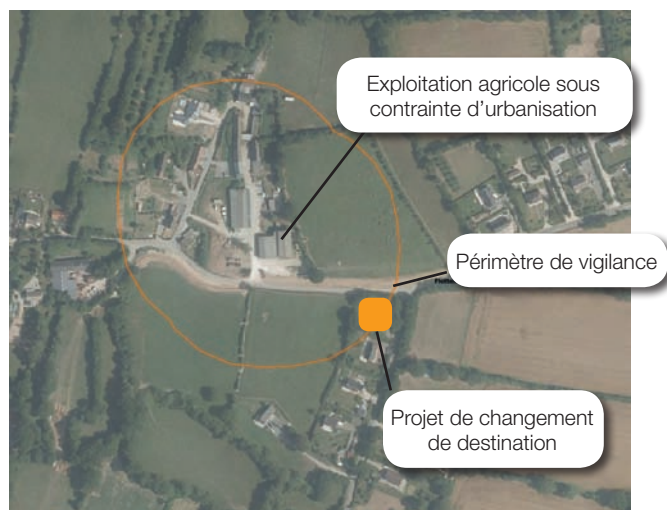 Exploitation agricole sous
contrainte d’urbanisation
Périmètre de vigilance
Projet de changement
de destination